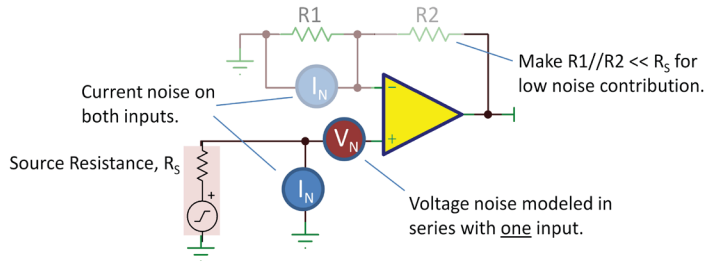 R1
R2
Make R1//R2 << RS for
low noise contribution.
Current noise on
both inputs.
IN
−
+
VN
Source Resistance, RS
+
IN
Voltage noise modeled in
series with one input.